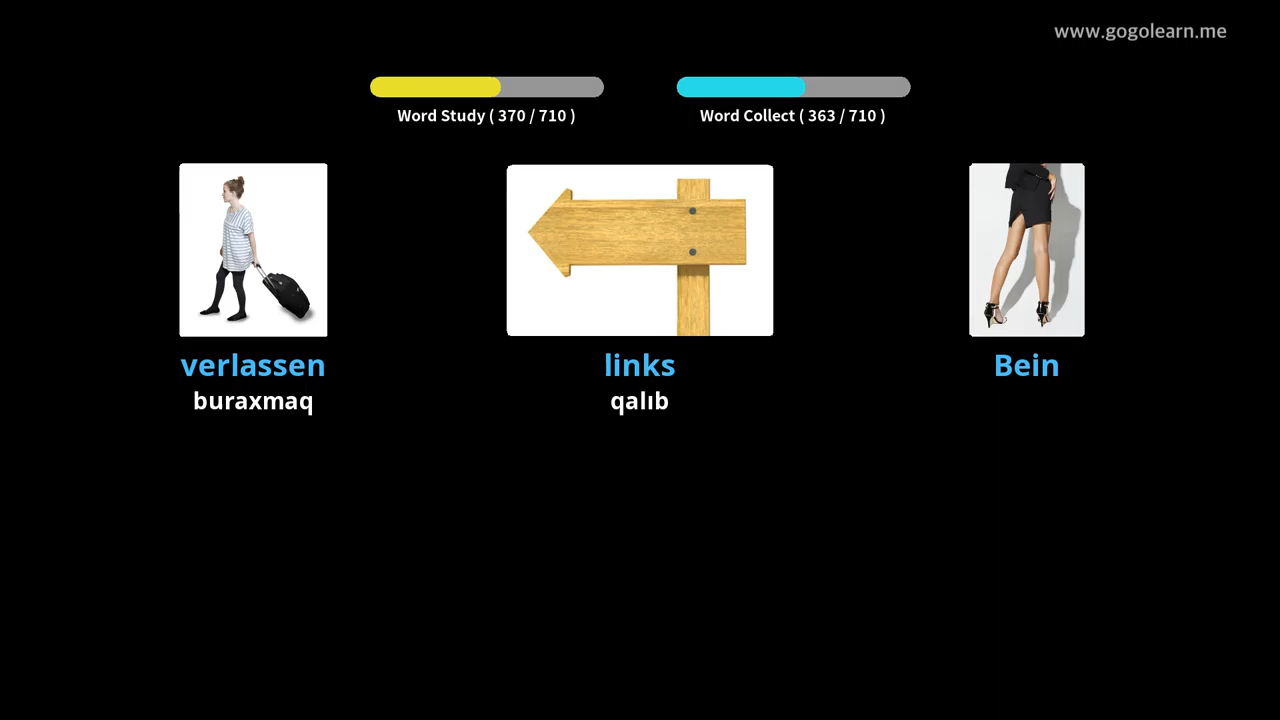 www.gogolearn.me
Word Study ( 370 / 710 )
Word Collect ( 363 / 710 )
verlassen
buraxmaq
links
qalıb
Bein